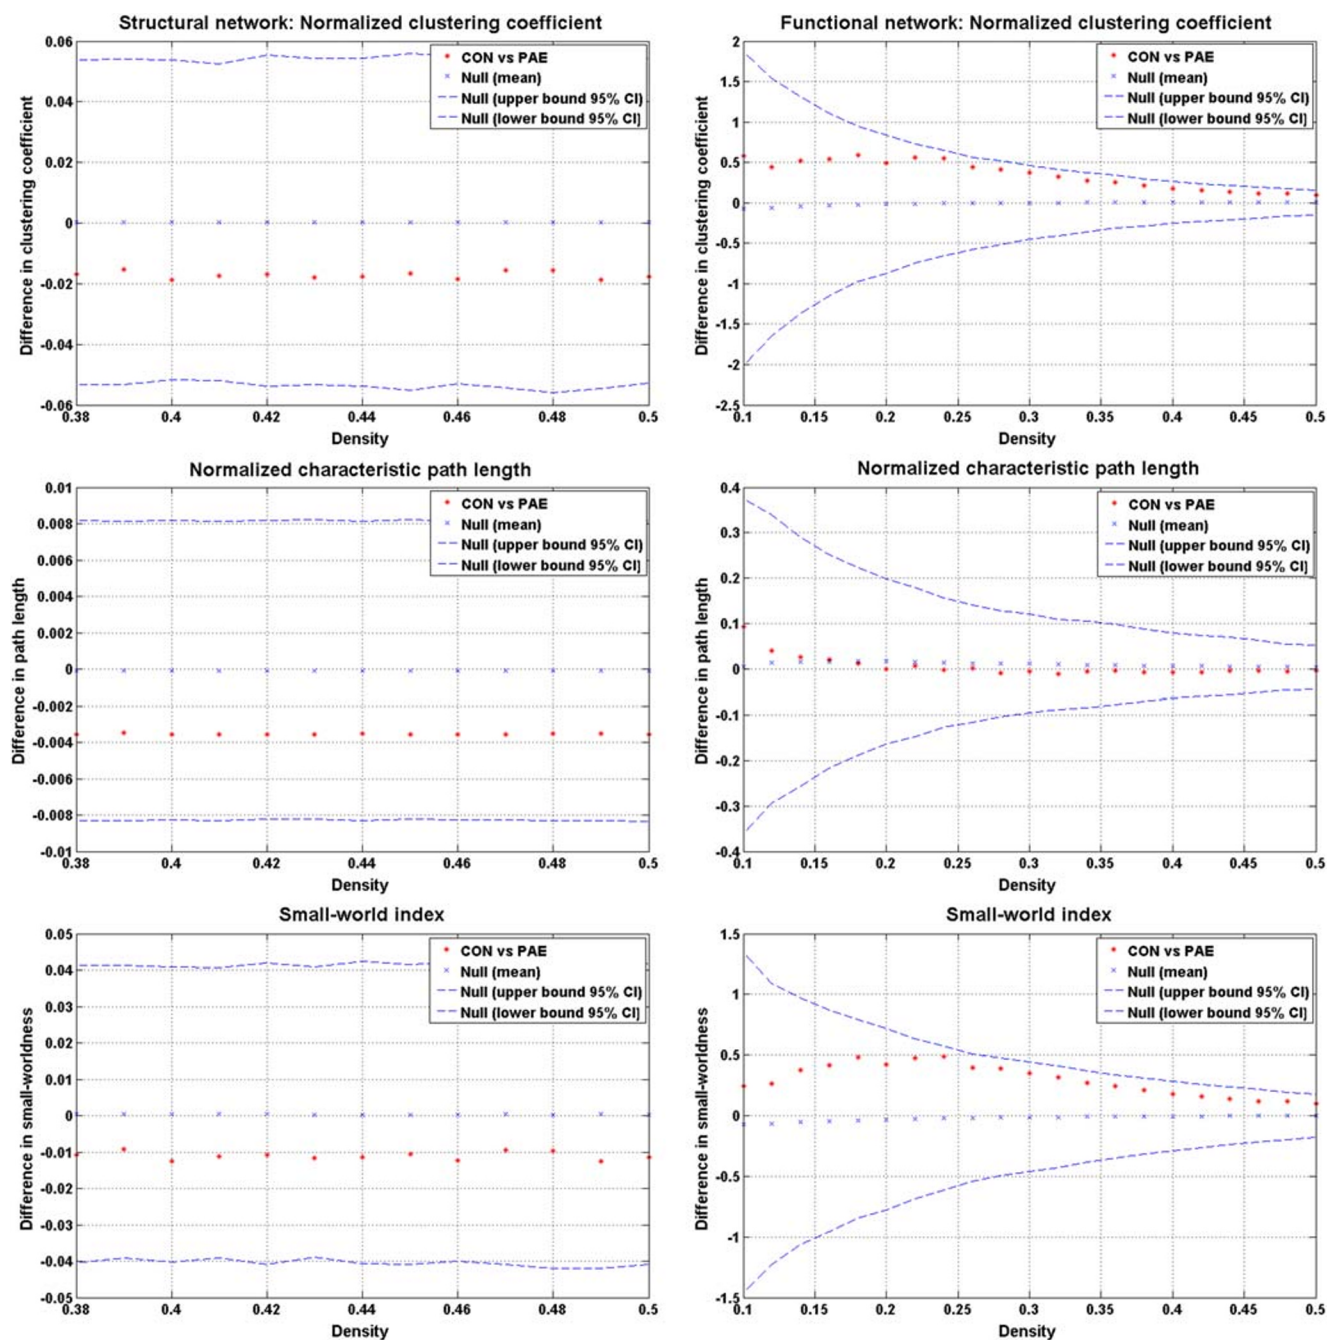 Structural network: Normalized clustering coefficient
0.06
0.04
0.02
0
-0.02
-0.04
-0.06
Difference in clustering coefficient
CON vs PAE
Null (mean)
Null (upper bound 95% CI)
Null (lower bound 95% CI]
0.38 0.4 0.42 0.44 0.46 0.48 0.5
Density
Functional network: Normalized clustering coefficient
2
1.5
1
0.5
0
-0.5
-1
-1.5
-2
-2.5
Difference in clustering coefficient
CON vs PAE
Null (mean)
Null (upper bound 95% CI)
Null (lower bound 95% CI]
0.1 0.15 0.2 0.25 0.3 0.35 0.4 0.45 0.5
Density
Normalized characteristic path length
0.01
0.008
0.006
0.004
0.002
0
-0.002
-0.004
-0.006
-0.008
-0.01
Difference in path length
CON vs PAE
Null (mean)
Null (upper bound 95% CI)
Null (lower bound 95% CI]
0.38 0.4 0.42 0.44 0.46 0.48 0.5
Density
Normalized characteristic path length
0.4
0.3
0.2
0.1
0
-0.1
-0.2
-0.3
-0.4
Difference in path length
CON vs PAE
Null (mean)
Null (upper bound 95% CI)
Null (lower bound 95% CI]
0.1 0.15 0.2 0.25 0.3 0.35 0.4 0.45 0.5
Density
Small-world index
0.05
0.04
0.03
0.02
0.01
0
-0.01
-0.02
-0.03
-0.04
-0.05
Difference in small-worldness
CON vs PAE
Null (mean)
Null (upper bound 95% CI)
Null (lower bound 95% CI]
0.38 0.4 0.42 0.44 0.46 0.48 0.5
Density
Small-world index
1.5
1
0.5
0
-0.5
-1
-1.5
Difference in small-worldness
CON vs PAE
Null (mean)
Null (upper bound 95% CI)
Null (lower bound 95% CI]
0.1 0.15 0.2 0.25 0.3 0.35 0.4 0.45 0.5
Density